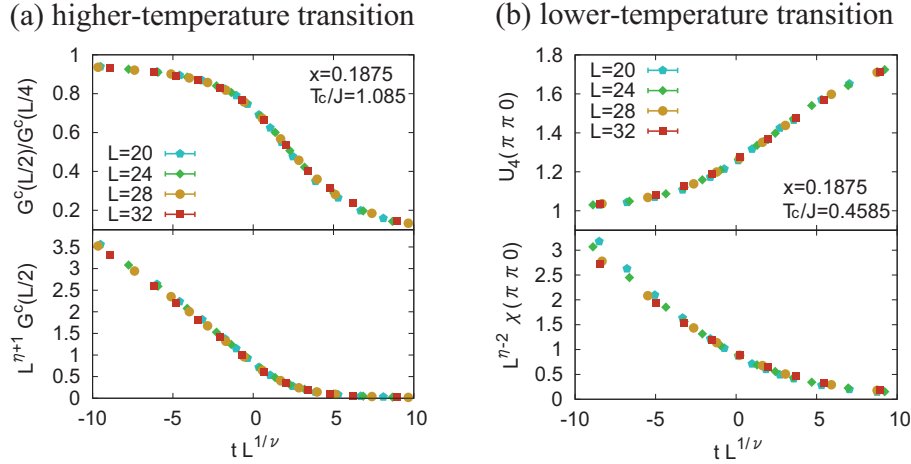 (a) higher-temperature transition
G^c(L/2)/G^c(L/4)
1
0.8
0.6
0.4
0.2
x=0.1875
T_c/J=1.085
L=20
L=24
L=28
L=32
L^{η+1} G^c(L/2)
3.5
3
2.5
2
1.5
1
0.5
0
-10 -5 0 5 10
t L^{1/ν}
(b) lower-temperature transition
U_4(π π 0)
1.8
1.6
1.4
1.2
1
L=20
L=24
L=28
L=32
x=0.1875
T_c/J=0.4585
L^{η-2} χ(π π 0)
3.5
3
2.5
2
1.5
1
0.5
0
-10 -5 0 5 10
t L^{1/ν}